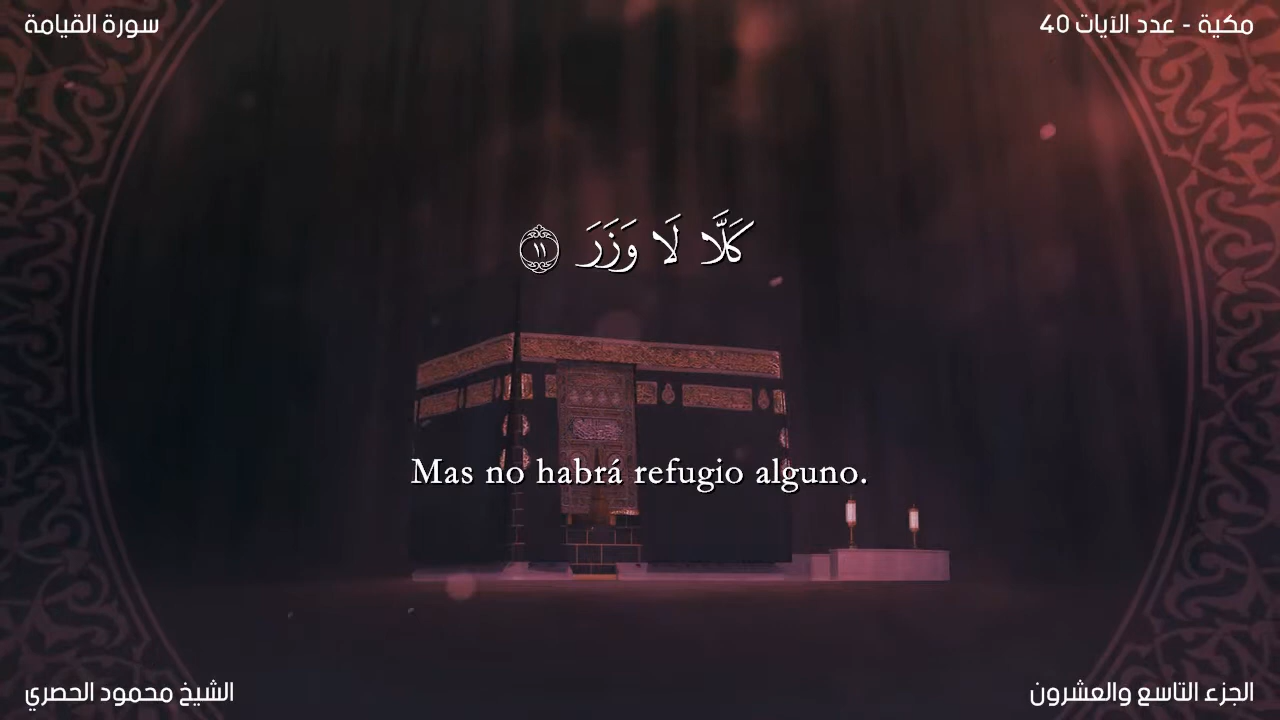 مكية - عدد الآيات 40
سورة القيامة
كَلَّا لَا وَزَرَ ١١
Mas no habrá refugio alguno.
الجزء التاسع والعشرون
الشيخ محمود الحصري